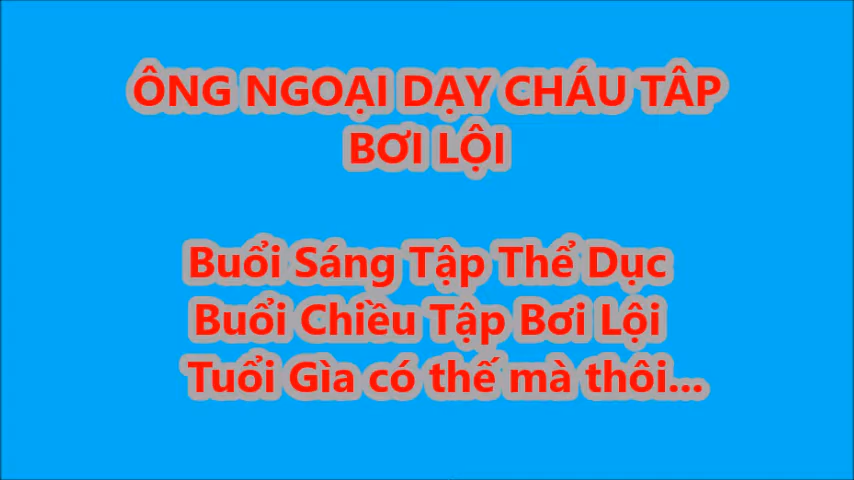 ÔNG NGOẠI DẠY CHÁU TÂP
BƠI LỘI
Buổi Sáng Tập Thể Dục
Buổi Chiều Tập Bơi Lội
Tuổi Gìa có thế mà thôi...